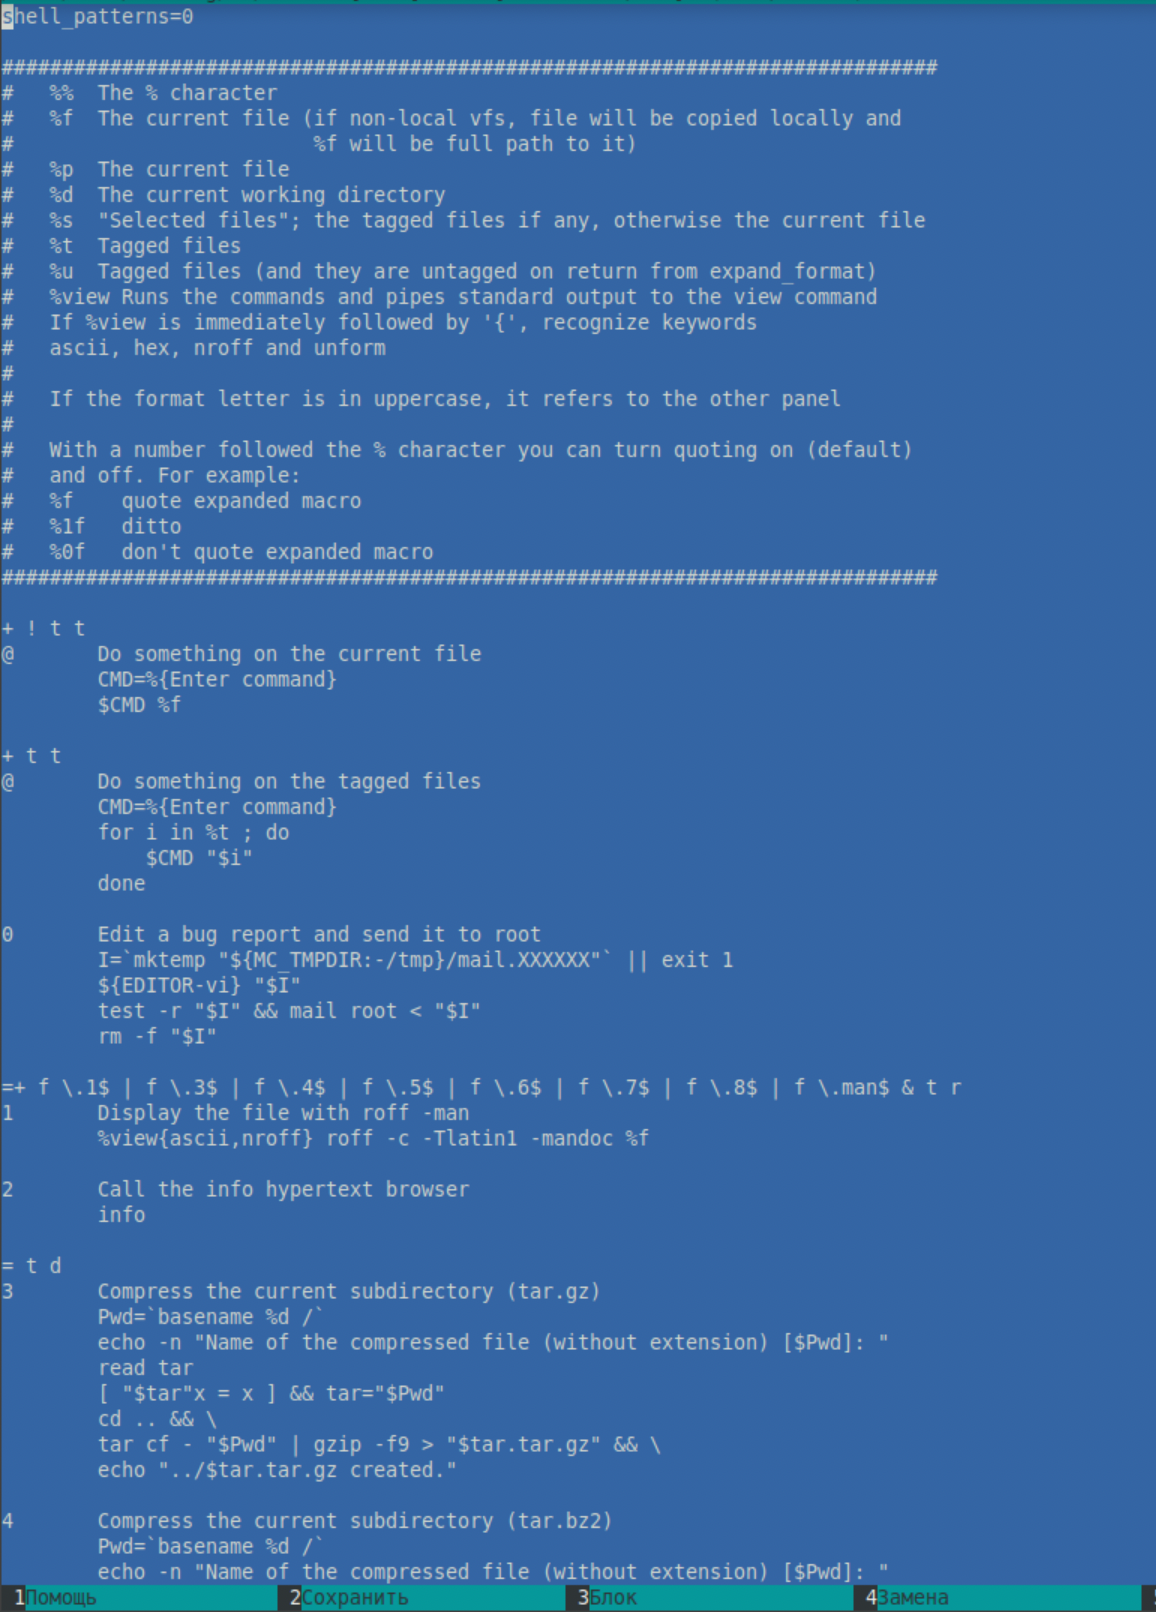 shell_patterns=0
##############################################################################
#   %%  The % character
#   %f  The current file (if non-local vfs, file will be copied locally and
#                         %f will be full path to it)
#   %p  The current file
#   %d  The current working directory
#   %s  "Selected files"; the tagged files if any, otherwise the current file
#   %t  Tagged files
#   %u  Tagged files (and they are untagged on return from expand_format)
#   %view Runs the commands and pipes standard output to the view command
#   If %view is immediately followed by '{', recognize keywords
#   ascii, hex, nroff and unform
#
#   If the format letter is in uppercase, it refers to the other panel
#
#   With a number followed the % character you can turn quoting on (default)
#   and off. For example:
#   %f    quote expanded macro
#   %1f   ditto
#   %0f   don't quote expanded macro
##############################################################################
+ ! t t
@       Do something on the current file
        CMD=%{Enter command}
        $CMD %f
+ t t
@       Do something on the tagged files
        CMD=%{Enter command}
        for i in %t ; do
            $CMD "$i"
        done
0       Edit a bug report and send it to root
        I=`mktemp "${MC_TMPDIR:-/tmp}/mail.XXXXXX"` || exit 1
        ${EDITOR-vi} "$I"
        test -r "$I" && mail root < "$I"
        rm -f "$I"
=+ f \.1$ | f \.3$ | f \.4$ | f \.5$ | f \.6$ | f \.7$ | f \.8$ | f \.man$ & t r
1       Display the file with roff -man
        %view{ascii,nroff} roff -c -Tlatin1 -mandoc %f
2       Call the info hypertext browser
        info
= t d
3       Compress the current subdirectory (tar.gz)
        Pwd=`basename %d /`
        echo -n "Name of the compressed file (without extension) [$Pwd]: "
        read tar
        [ "$tar"x = x ] && tar="$Pwd"
        cd .. && \
        tar cf - "$Pwd" | gzip -f9 > "$tar.tar.gz" && \
        echo "../$tar.tar.gz created."
4       Compress the current subdirectory (tar.bz2)
        Pwd=`basename %d /`
        echo -n "Name of the compressed file (without extension) [$Pwd]: "
1Помощь 2Сохранить 3Блок 4Замена